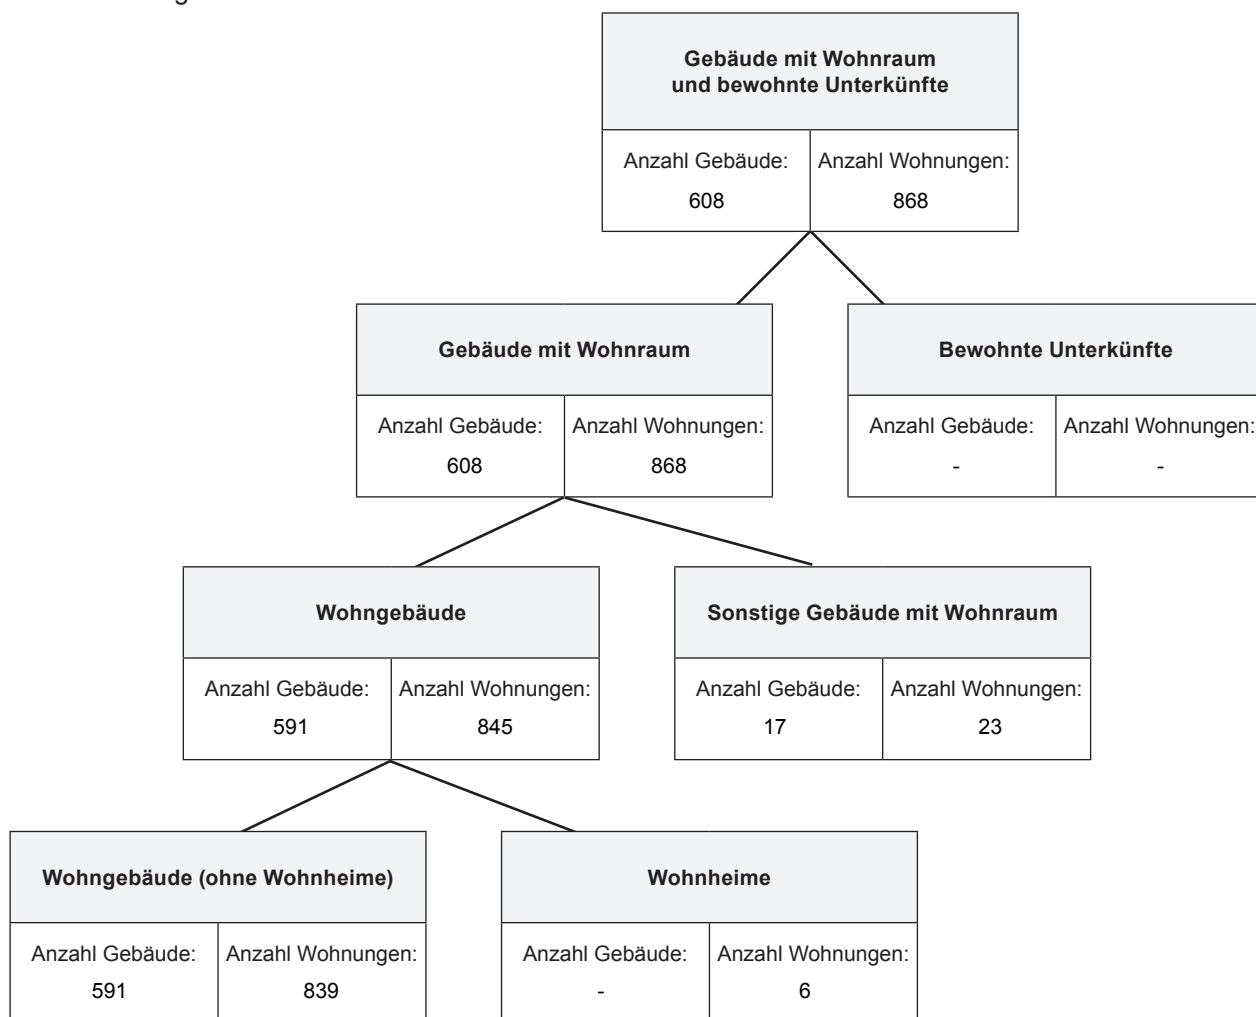 Gebäude mit Wohnraum
und bewohnte Unterkünfte
Anzahl Gebäude: Anzahl Wohnungen:
608 868
Gebäude mit Wohnraum
Anzahl Gebäude: Anzahl Wohnungen:
608 868
Bewohnte Unterkünfte
Anzahl Gebäude: Anzahl Wohnungen:
- -
Wohngebäude
Anzahl Gebäude: Anzahl Wohnungen:
591 845
Sonstige Gebäude mit Wohnraum
Anzahl Gebäude: Anzahl Wohnungen:
17 23
Wohngebäude (ohne Wohnheime)
Anzahl Gebäude: Anzahl Wohnungen:
591 839
Wohnheime
Anzahl Gebäude: Anzahl Wohnungen:
- 6